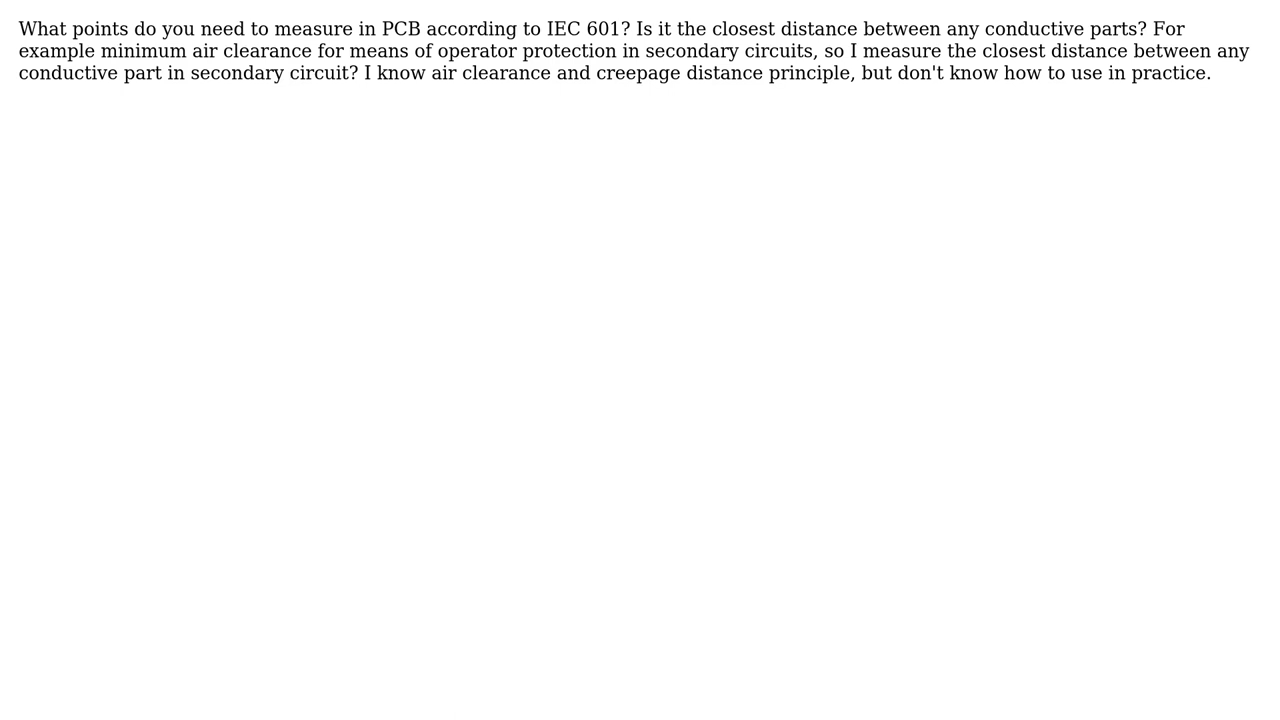 What points do you need to measure in PCB according to IEC 601? Is it the closest distance between any conductive parts? For
example minimum air clearance for means of operator protection in secondary circuits, so I measure the closest distance between any
conductive part in secondary circuit? I know air clearance and creepage distance principle, but don't know how to use in practice.